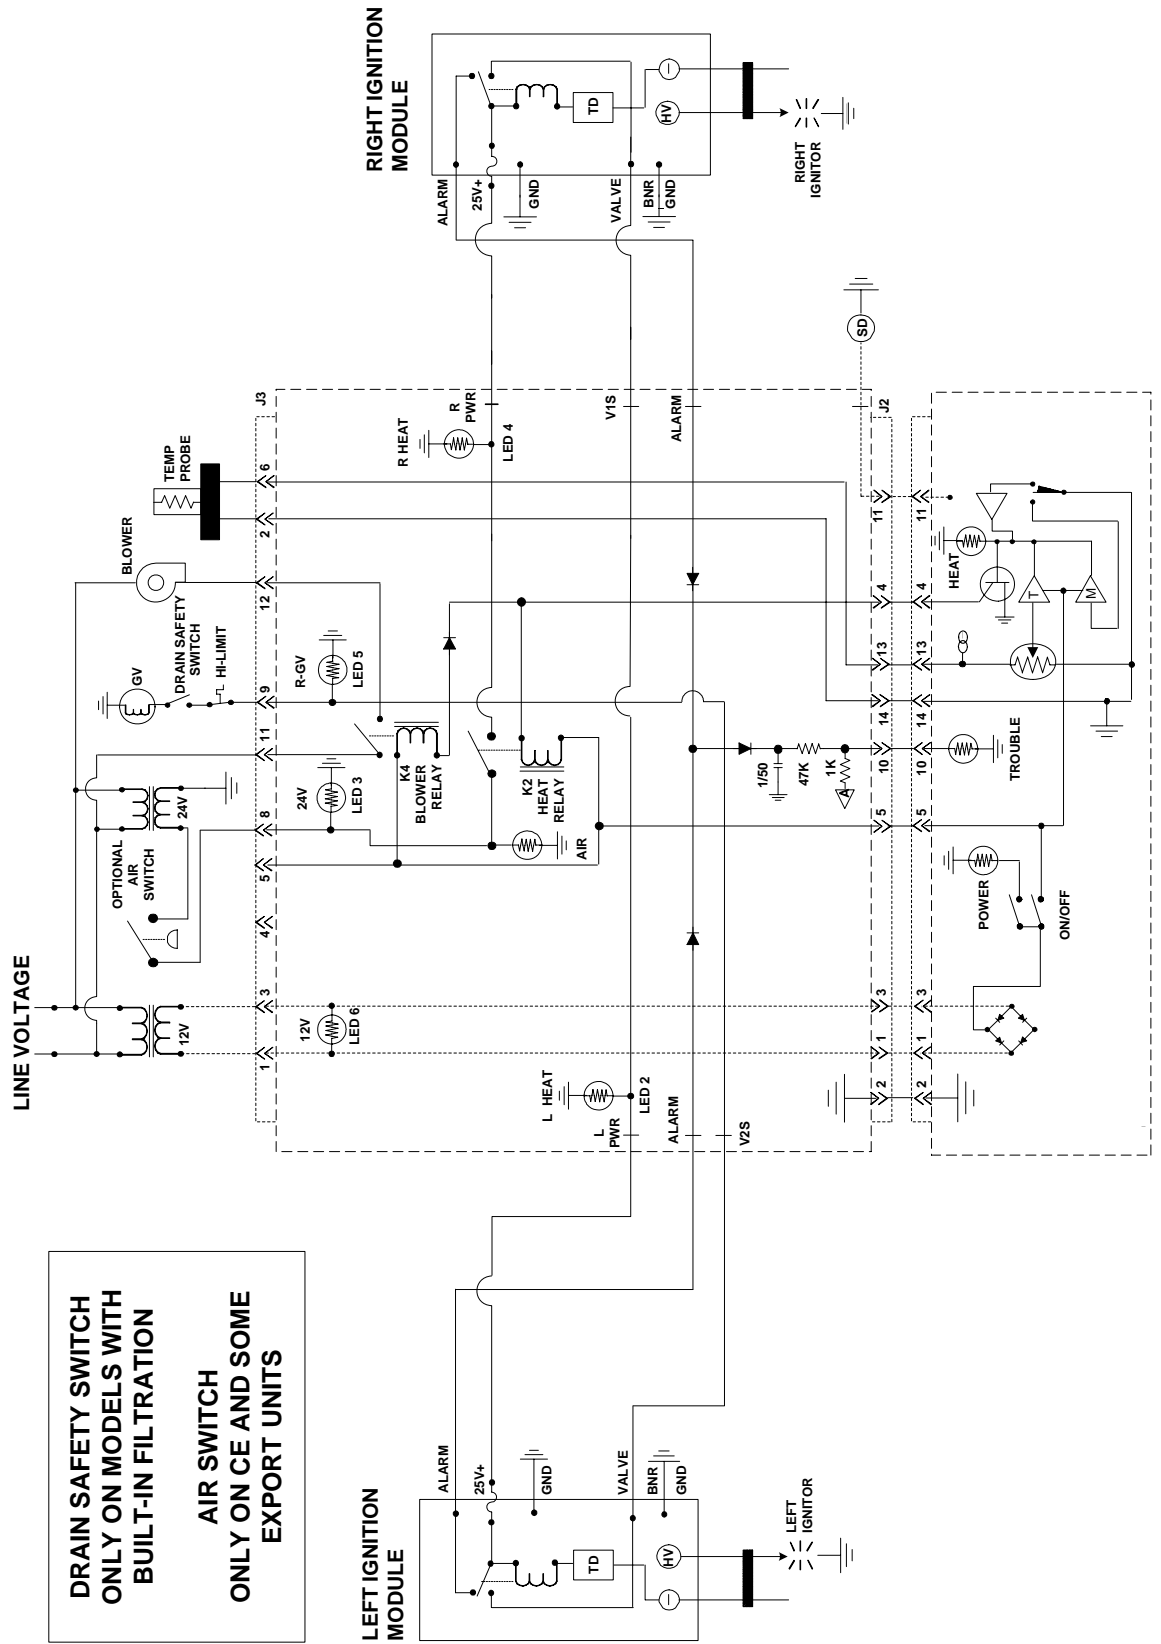 LINE VOLTAGE
12V
24V
OPTIONAL
AIR
SWITCH
GV
DRAIN SAFETY
SWITCH
HI-LIMIT
BLOWER
TEMP
PROBE
J3
1
3
4
5
8
11
9
12
2
6
12V
LED 6
24V
LED 3
R-GV
LED 5
K4
BLOWER
RELAY
K2
HEAT
RELAY
AIR
L HEAT
LED 2
L
PWR
ALARM
V2S
R HEAT
LED 4
R
PWR
V1S
ALARM
1/50
47K
1K
A
J2
2
1
3
5
10
14
13
4
11
2
1
3
5
10
14
13
4
11
SD
POWER
ON/OFF
TROUBLE
HEAT
T
M
RIGHT IGNITION
MODULE
ALARM
25V+
GND
VALVE
BNR
GND
TD
HV
I
RIGHT
IGNITOR
LEFT IGNITION
MODULE
ALARM
25V+
GND
VALVE
BNR
GND
TD
HV
I
LEFT
IGNITOR
DRAIN SAFETY SWITCH
ONLY ON MODELS WITH
BUILT-IN FILTRATION
AIR SWITCH
ONLY ON CE AND SOME
EXPORT UNITS